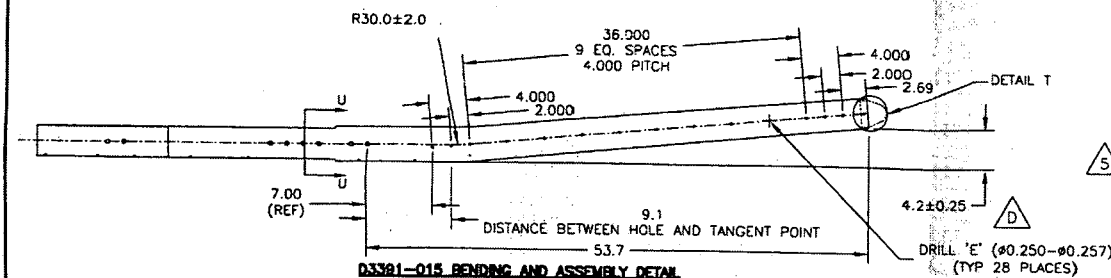 R30.0±2.0
36.000
9 EQ. SPACES
4.000 PITCH
4.000
2.000
2.69
DETAIL T
4.000
2.000
U
U
7.00
(REF)
9.1
DISTANCE BETWEEN HOLE AND TANGENT POINT
53.7
4.2±0.25
5
D
DRILL 'E' (ø0.250-ø0.257)
(TYP 28 PLACES)
D3391-015 BENDING AND ASSEMBLY DETAIL